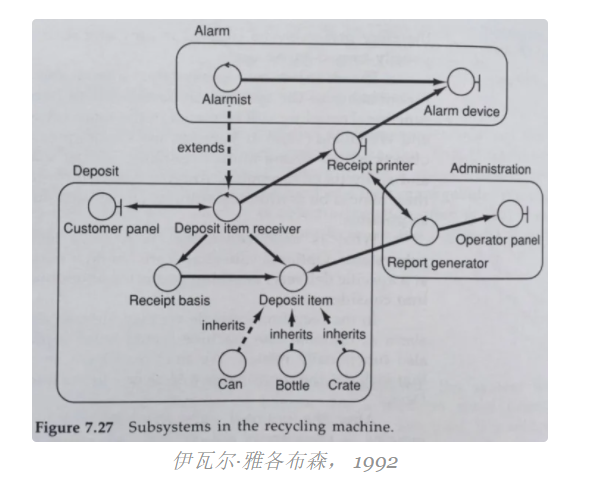 Alarm
Alarmist
Alarm device
extends
Receipt printer
Deposit
Administration
Customer panel
Deposit item receiver
Operator panel
Report generator
Receipt basis
Deposit item
inherits
inherits
inherits
Can
Bottle
Crate
Figure 7.27 Subsystems in the recycling machine.
伊瓦尔·雅各布森， 1992